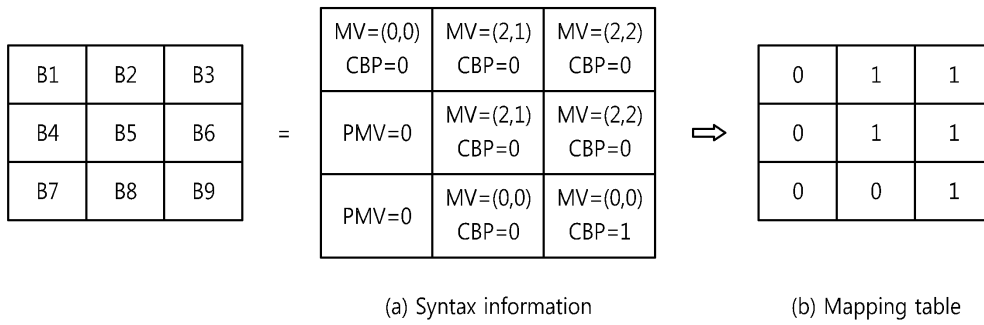 B1 B2 B3
B4 B5 B6
B7 B8 B9
=
MV=(0,0) MV=(2,1) MV=(2,2)
CBP=0 CBP=0 CBP=0
PMV=0 MV=(2,1) MV=(2,2)
CBP=0 CBP=0
PMV=0 MV=(0,0) MV=(0,0)
CBP=0 CBP=1
⇨
0 1 1
0 1 1
0 0 1
(a) Syntax information
(b) Mapping table